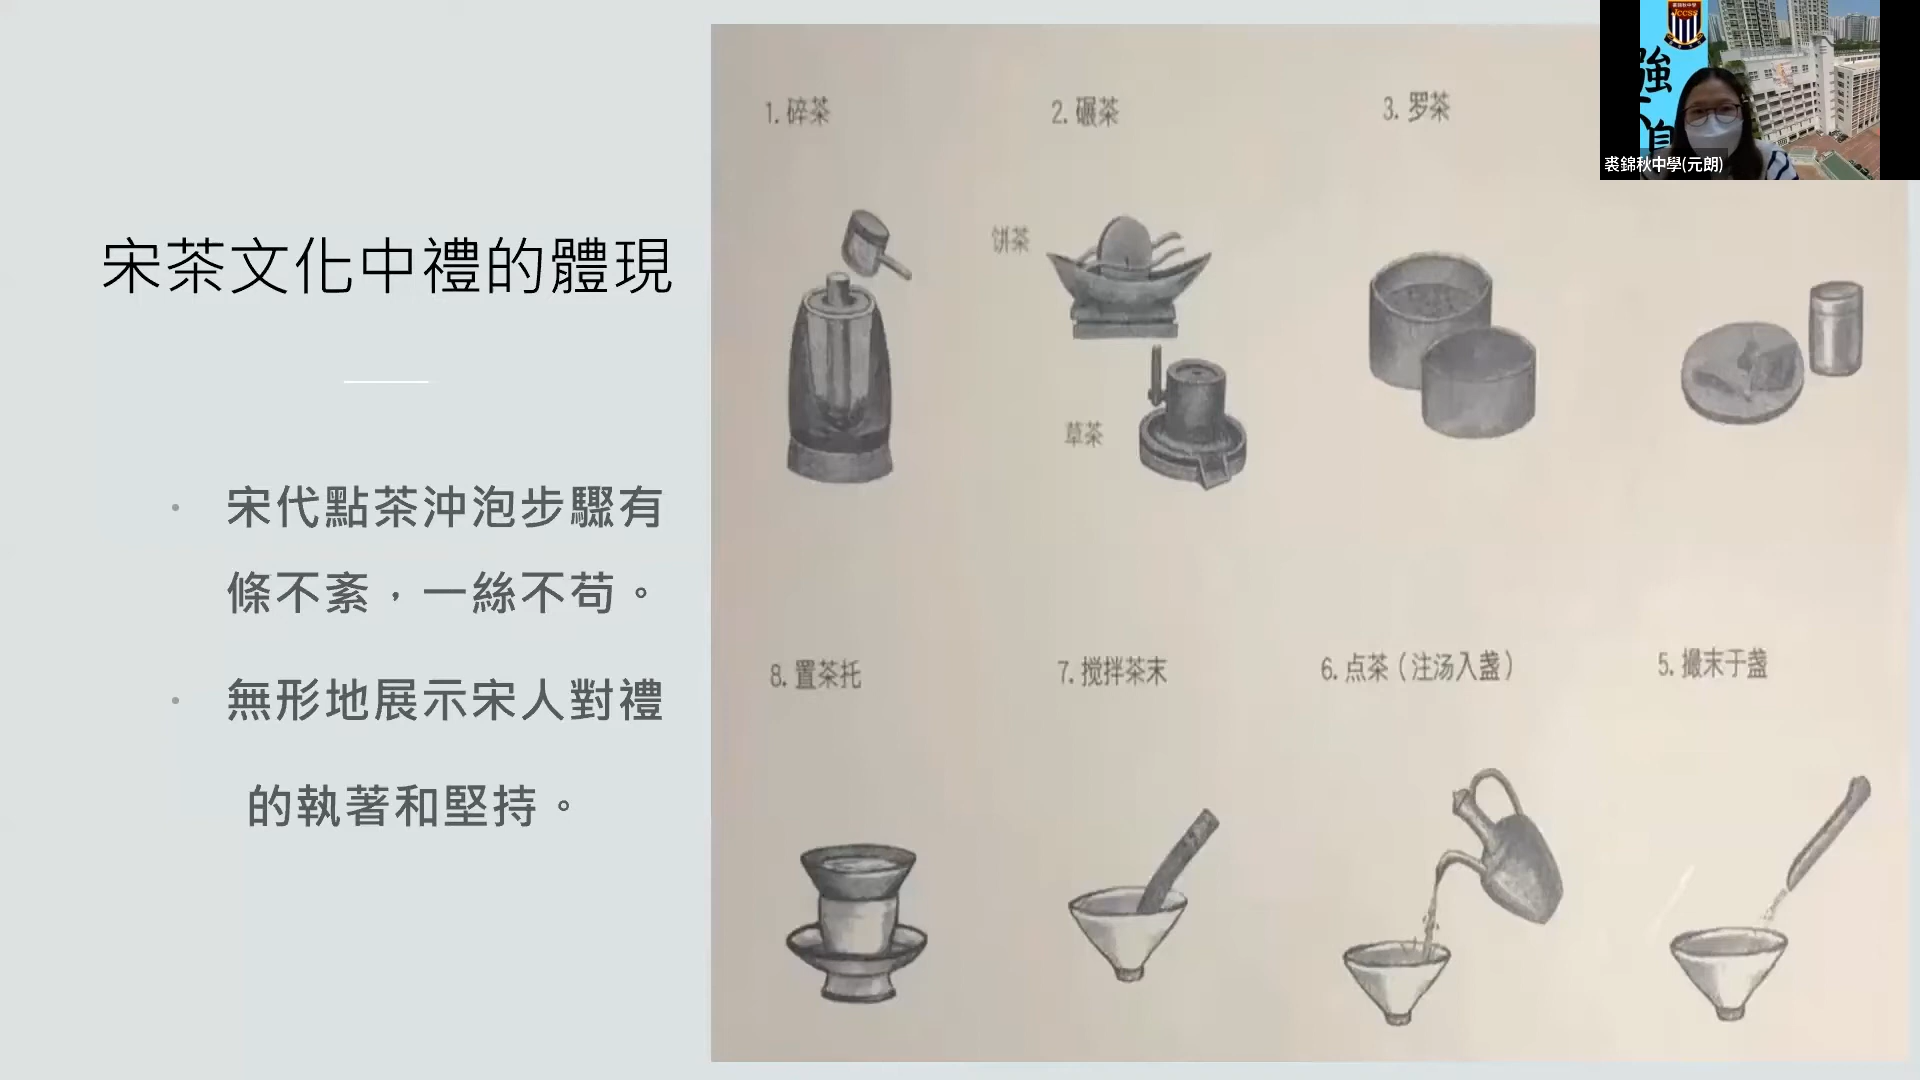 宋茶文化中禮的體現
宋代點茶沖泡步驟有
條不紊，一絲不苟。
無形地展示宋人對禮
的執著和堅持。
1. 碎茶
2. 碾茶
3. 罗茶
饼茶
草茶
8. 置茶托
7. 搅拌茶末
6. 点茶（注汤入盏）
5. 撮末于盏
強
裘錦秋中學(元朗)